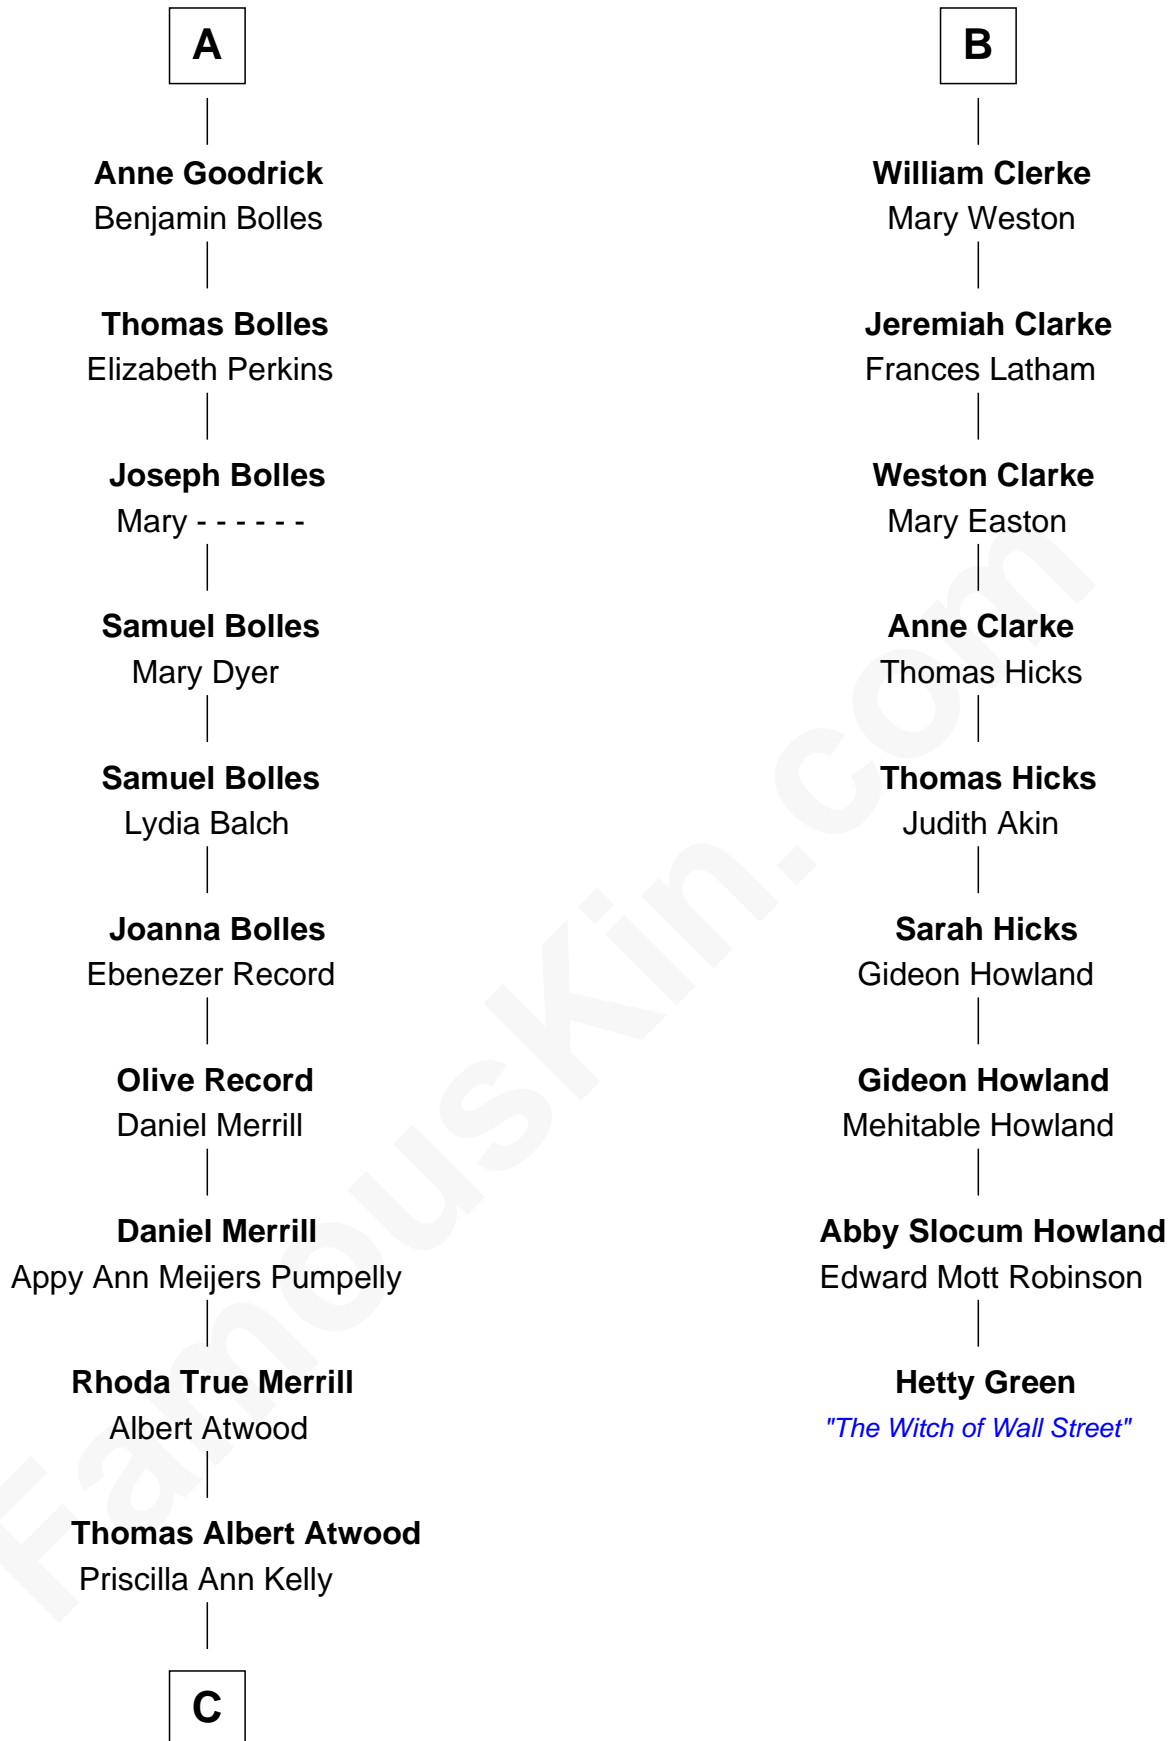 A
Anne Goodrick
Benjamin Bolles
Thomas Bolles
Elizabeth Perkins
Joseph Bolles
Mary - - - - - -
Samuel Bolles
Mary Dyer
Samuel Bolles
Lydia Balch
Joanna Bolles
Ebenezer Record
Olive Record
Daniel Merrill
Daniel Merrill
Appy Ann Meijers Pumpelly
Rhoda True Merrill
Albert Atwood
Thomas Albert Atwood
Priscilla Ann Kelly
C
B
William Clerke
Mary Weston
Jeremiah Clarke
Frances Latham
Weston Clarke
Mary Easton
Anne Clarke
Thomas Hicks
Thomas Hicks
Judith Akin
Sarah Hicks
Gideon Howland
Gideon Howland
Mehitable Howland
Abby Slocum Howland
Edward Mott Robinson
Hetty Green
"The Witch of Wall Street"
FamousKin.com